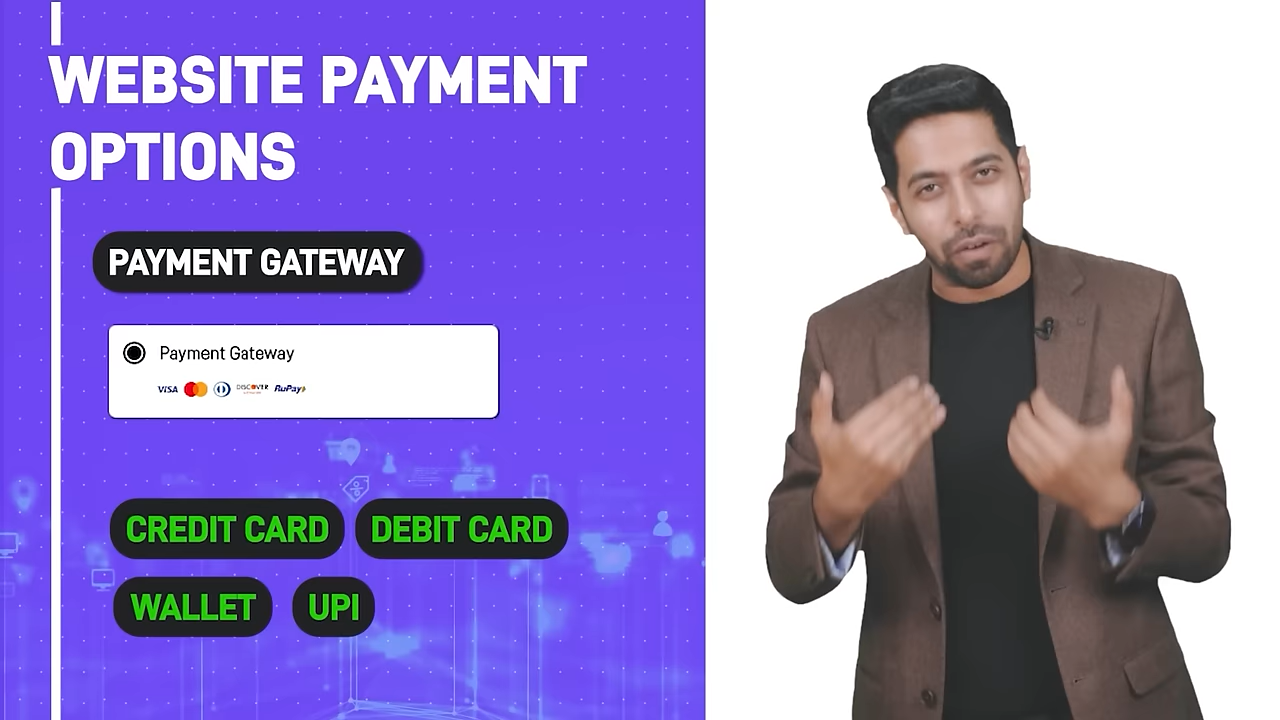 WEBSITE PAYMENT
OPTIONS
PAYMENT GATEWAY
Payment Gateway
VISA DISCOVER RuPay
CREDIT CARD DEBIT CARD
WALLET UPI